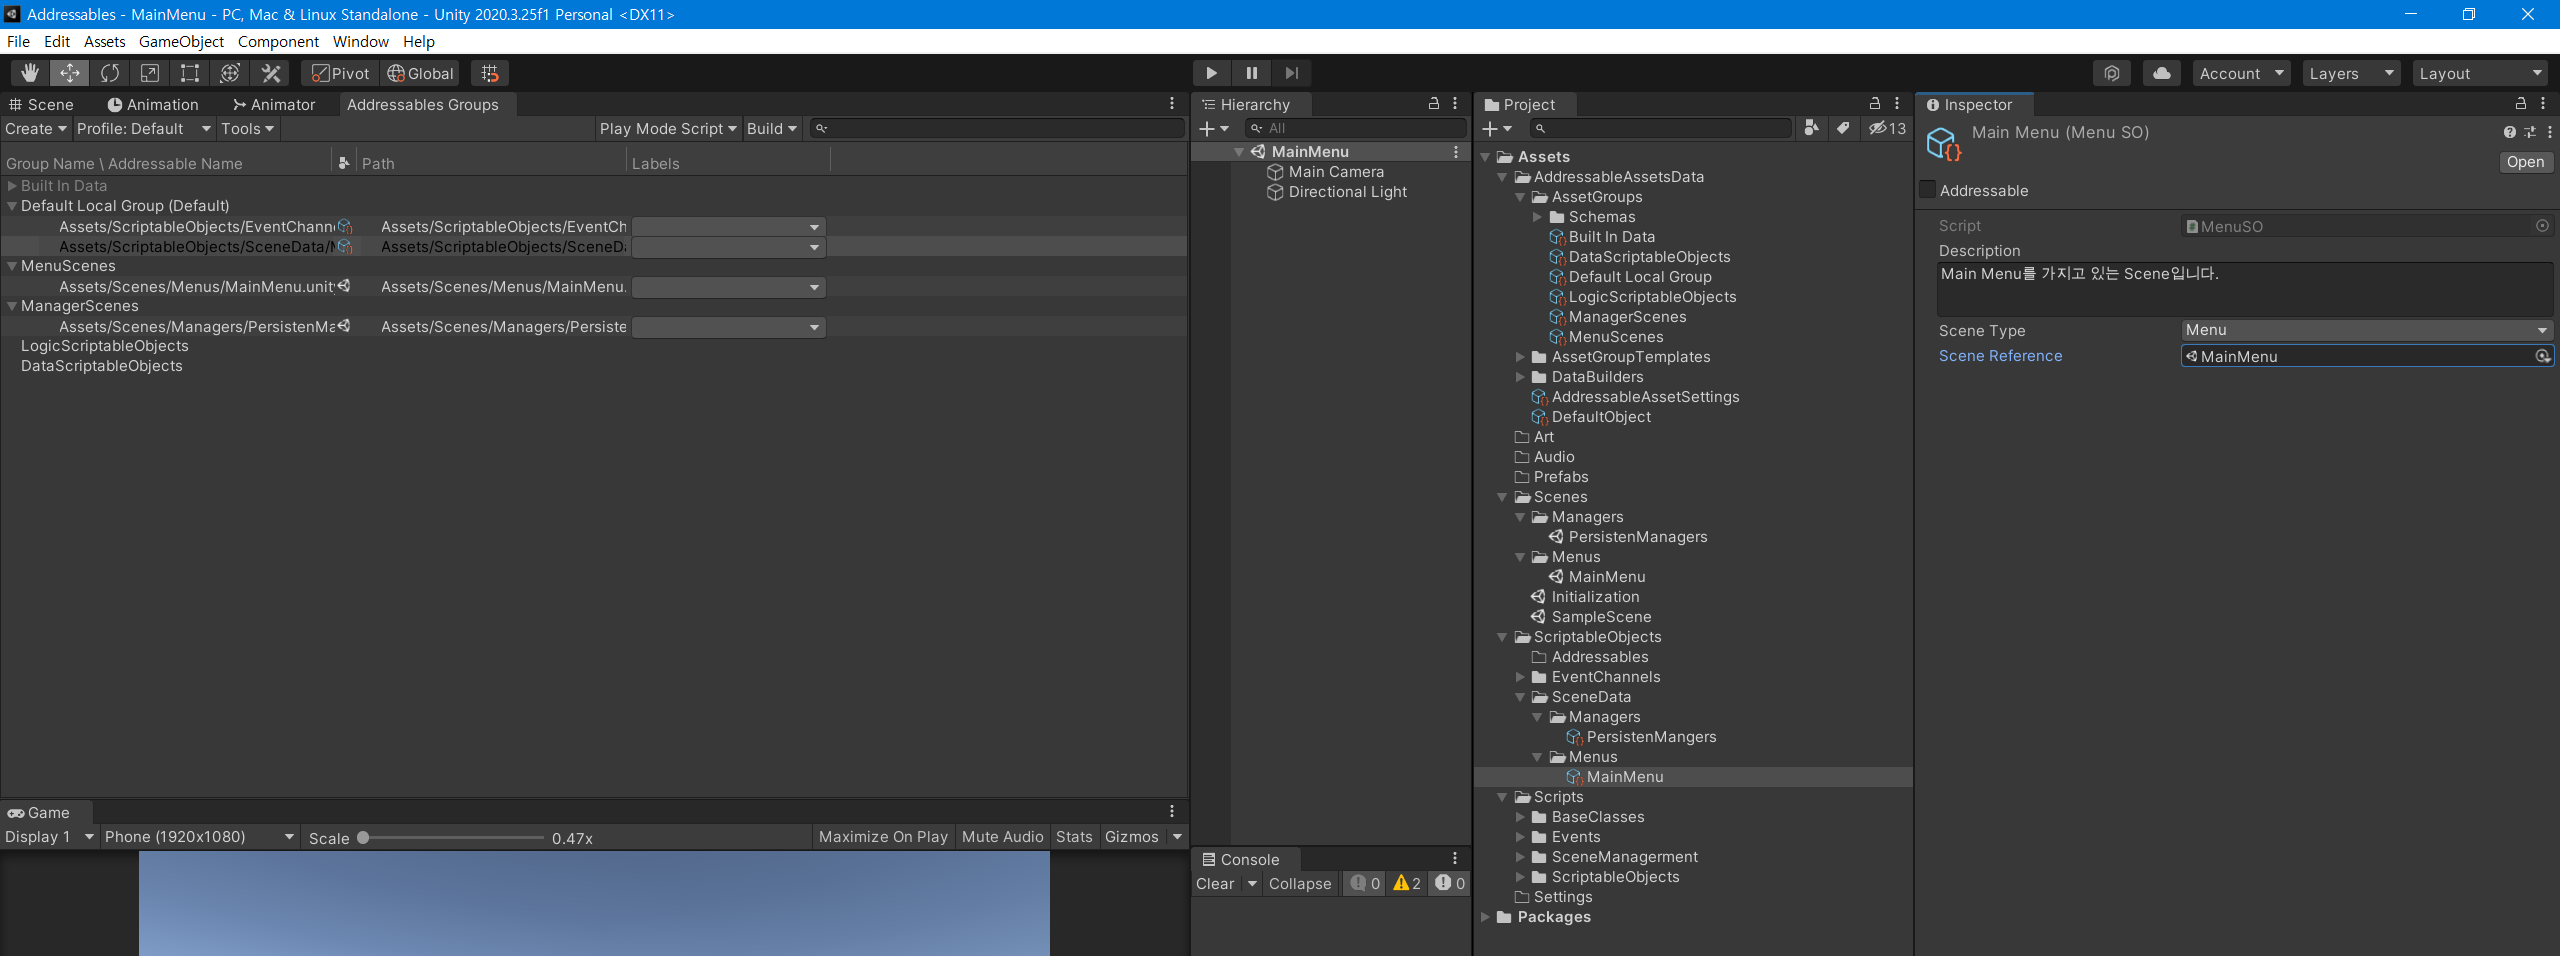 Addressables - MainMenu - PC, Mac & Linux Standalone - Unity 2020.3.25f1 Personal <DX11>
File Edit Assets GameObject Component Window Help
Pivot Global
Account Layers Layout
Scene Animation Animator Addressables Groups
Create Profile: Default Tools Play Mode Script Build
Group Name \ Addressable Name Path Labels
Built In Data
Default Local Group (Default)
Assets/ScriptableObjects/EventChann Assets/ScriptableObjects/EventCh
Assets/ScriptableObjects/SceneData/M Assets/ScriptableObjects/SceneDa
MenuScenes
Assets/Scenes/Menus/MainMenu.unity Assets/Scenes/Menus/MainMenu.
ManagerScenes
Assets/Scenes/Managers/PersistenMa Assets/Scenes/Managers/Persiste
LogicScriptableObjects
DataScriptableObjects
Game
Display 1 Phone (1920x1080) Scale 0.47x Maximize On Play Mute Audio Stats Gizmos
Hierarchy
All
MainMenu
Main Camera
Directional Light
Console
Clear Collapse 0 2 0
Project
13
Assets
AddressableAssetsData
AssetGroups
Schemas
Built In Data
DataScriptableObjects
Default Local Group
LogicScriptableObjects
ManagerScenes
MenuScenes
AssetGroupTemplates
DataBuilders
AddressableAssetSettings
DefaultObject
Art
Audio
Prefabs
Scenes
Managers
PersistenManagers
Menus
MainMenu
Initialization
SampleScene
ScriptableObjects
Addressables
EventChannels
SceneData
Managers
PersistenMangers
Menus
MainMenu
Scripts
BaseClasses
Events
SceneManagerment
ScriptableObjects
Settings
Packages
Inspector
Main Menu (Menu SO)
Open
Addressable
Script MenuSO
Description
Main Menu를 가지고 있는 Scene입니다.
Scene Type Menu
Scene Reference MainMenu